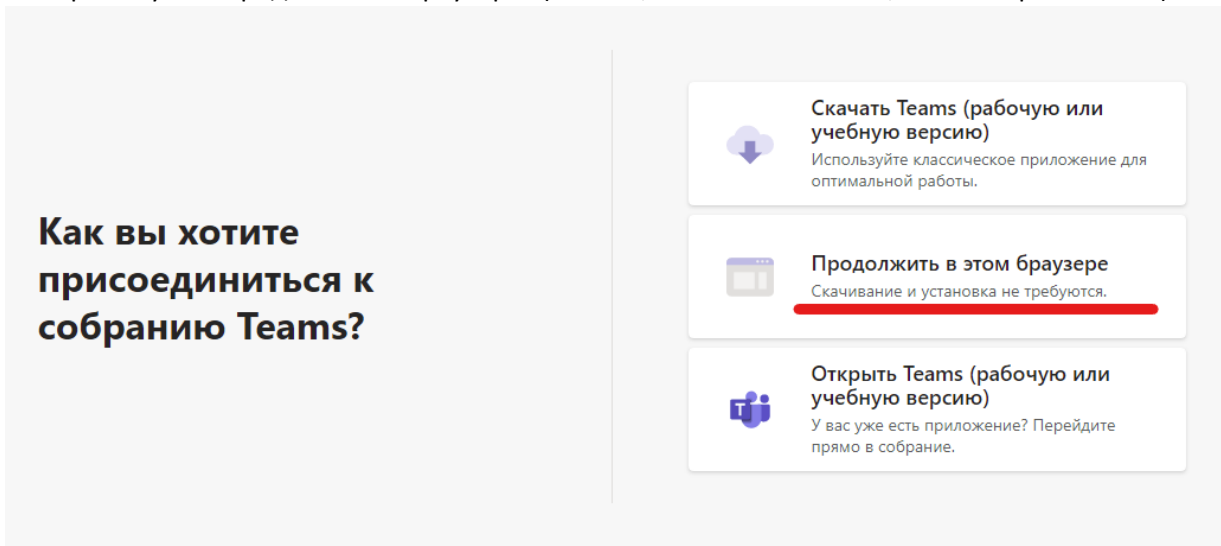 Как вы хотите
присоединиться к
собранию Teams?
Скачать Teams (рабочую или
учебную версию)
Используйте классическое приложение для
оптимальной работы.
Продолжить в этом браузере
Скачивание и установка не требуются.
Открыть Teams (рабочую или
учебную версию)
У вас уже есть приложение? Перейдите
прямо в собрание.